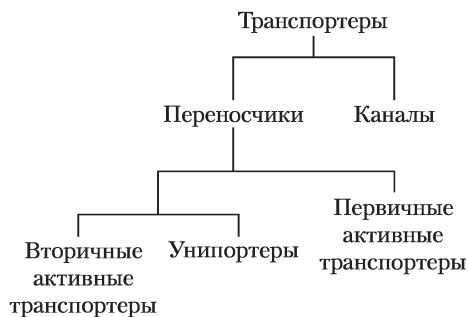 Транспортеры
Переносчики
Каналы
Вторичные
активные
транспортеры
Унипортеры
Первичные
активные
транспортеры